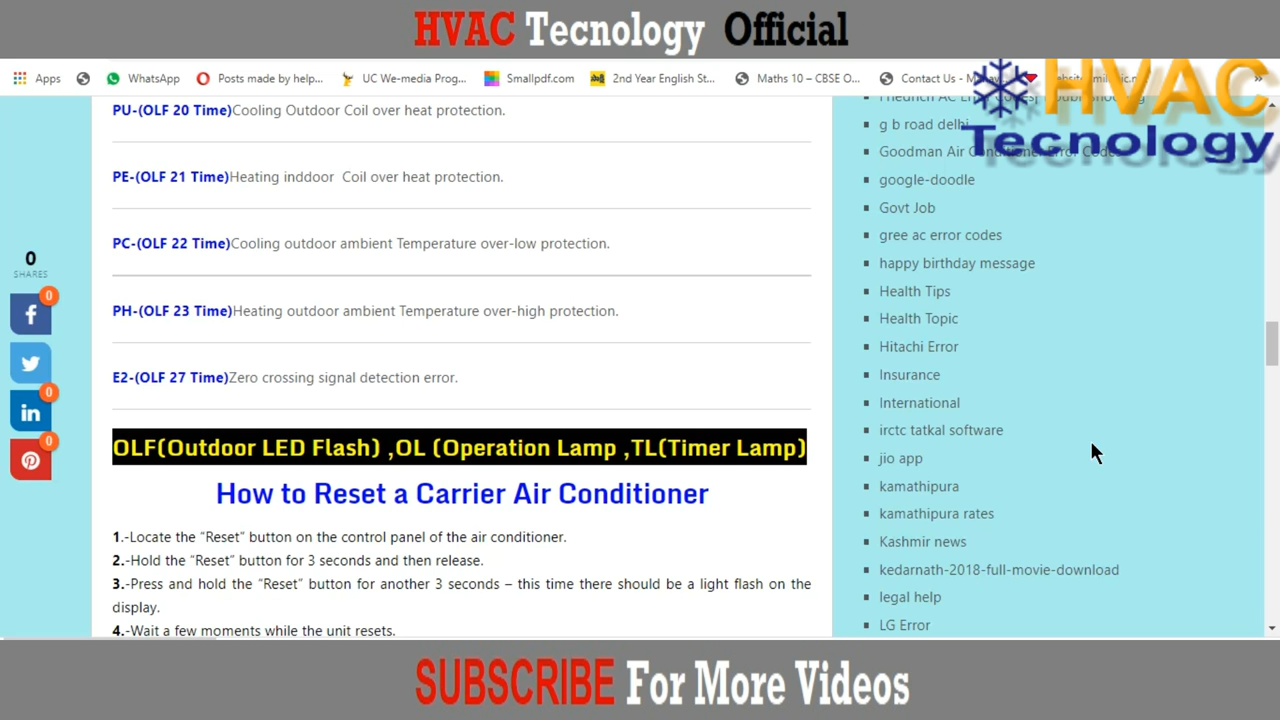 HVAC Tecnology Official
Apps
WhatsApp
Posts made by help...
UC We-media Prog...
Smallpdf.com
2nd Year English St...
Maths 10 – CBSE O...
Contact Us -
»
HVAC
Tecnology
PU-(OLF 20 Time)Cooling Outdoor Coil over heat protection.
PE-(OLF 21 Time)Heating inddoor Coil over heat protection.
PC-(OLF 22 Time)Cooling outdoor ambient Temperature over-low protection.
PH-(OLF 23 Time)Heating outdoor ambient Temperature over-high protection.
E2-(OLF 27 Time)Zero crossing signal detection error.
OLF(Outdoor LED Flash) ,OL (Operation Lamp ,TL(Timer Lamp)
How to Reset a Carrier Air Conditioner
1.-Locate the “Reset” button on the control panel of the air conditioner.
2.-Hold the “Reset” button for 3 seconds and then release.
3.-Press and hold the “Reset” button for another 3 seconds – this time there should be a light flash on the
display.
4.-Wait a few moments while the unit resets.
0
SHARES
0
0
0
Friedrich AC Error Codes
g b road delhi
Goodman Air Conditioner Error Codes
google-doodle
Govt Job
gree ac error codes
happy birthday message
Health Tips
Health Topic
Hitachi Error
Insurance
International
irctc tatkal software
jio app
kamathipura
kamathipura rates
Kashmir news
kedarnath-2018-full-movie-download
legal help
LG Error
SUBSCRIBE For More Videos